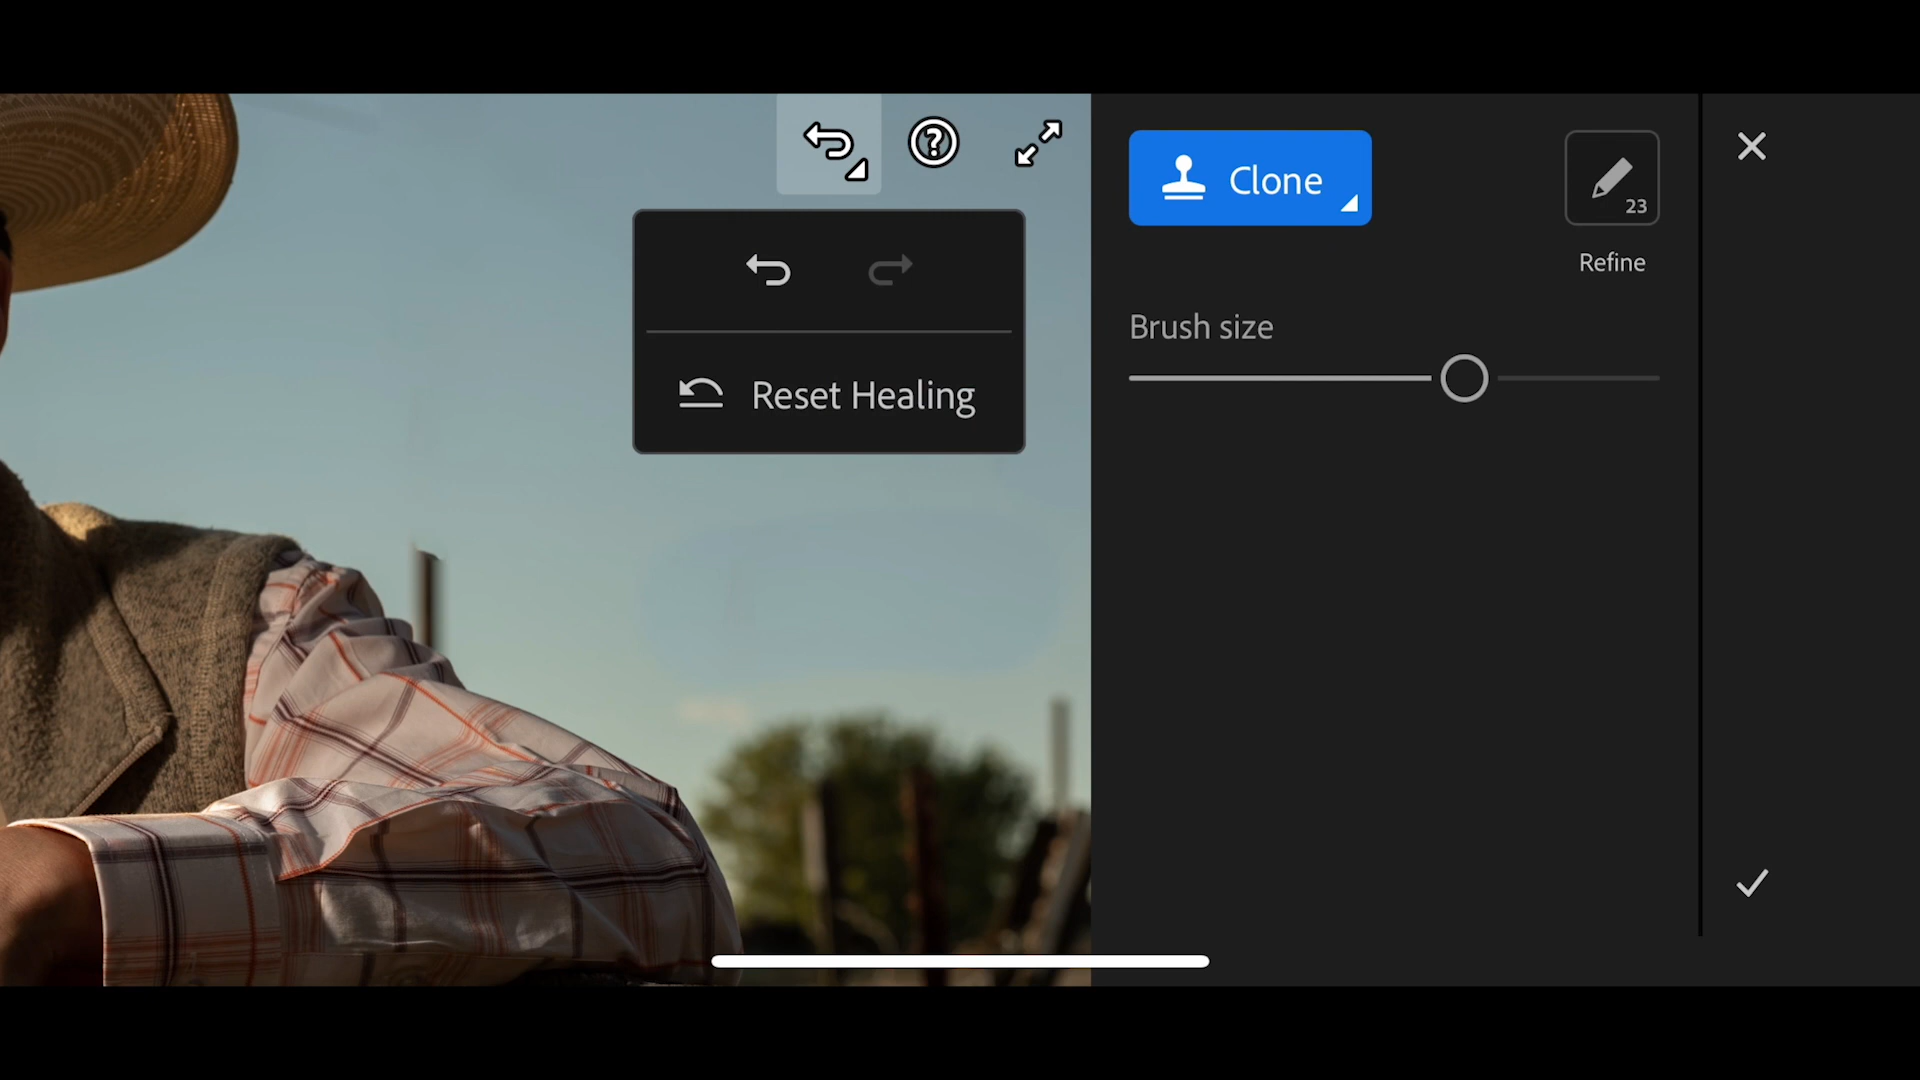 ?
Clone
23
Refine
Brush size
Reset Healing